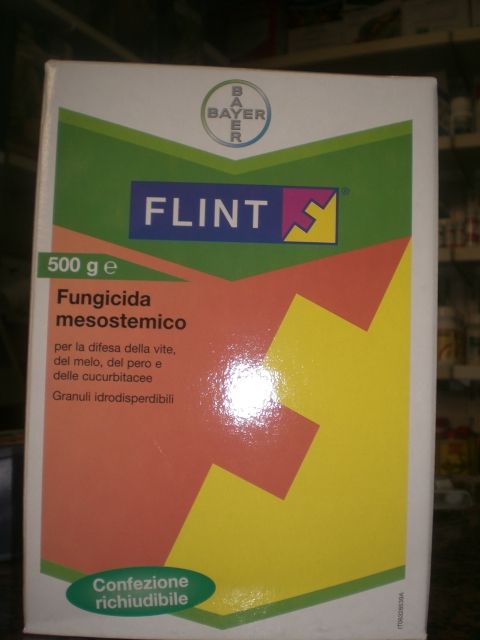 BAYER
BAYER
FLINT ®
500 g e
Fungicida
mesostemico
per la difesa della vite,
del melo, del pero e
delle cucurbitacee
Granuli idrodisperdibili
Confezione
richiudibile